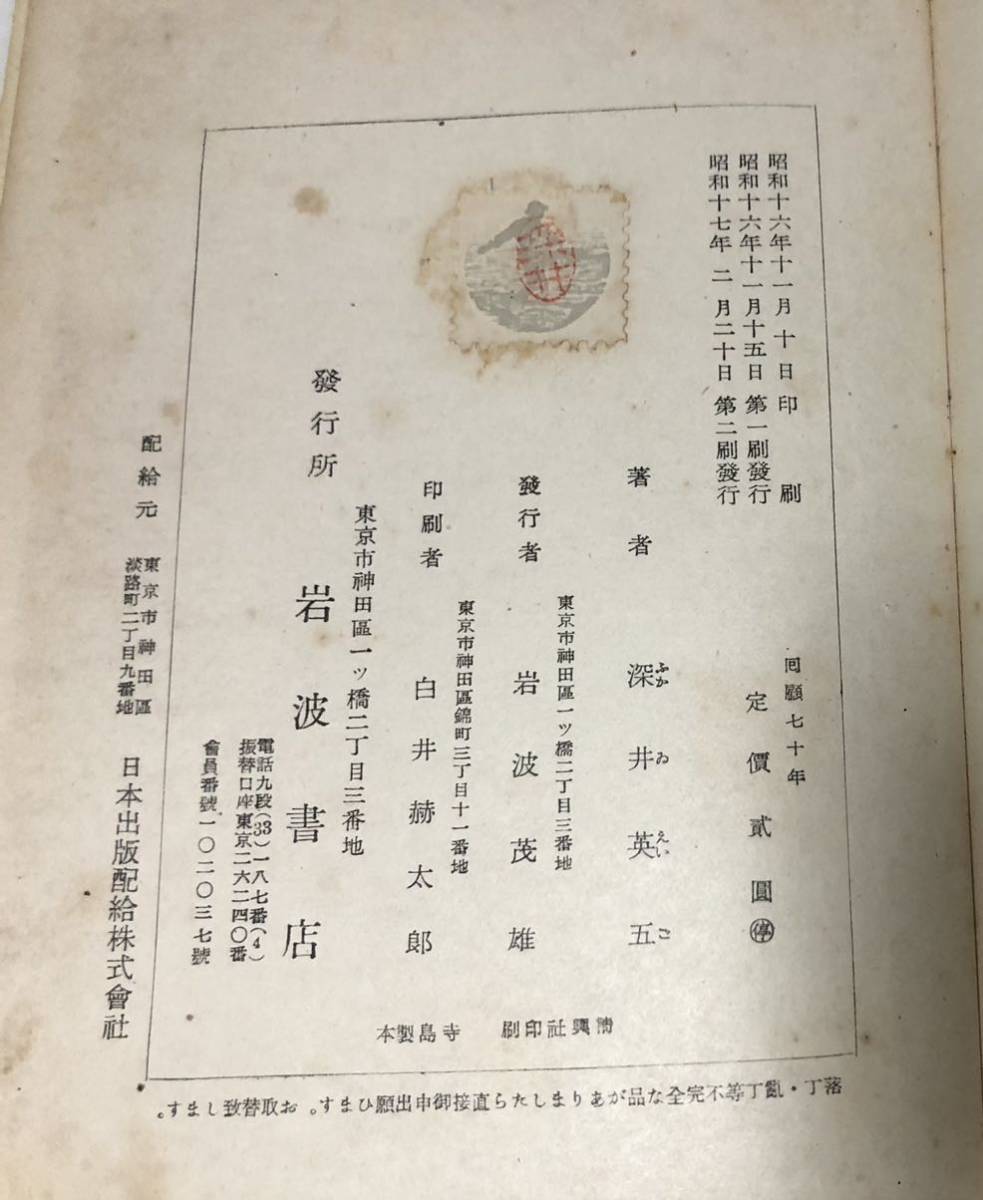 昭和十六年十一月十日印刷
昭和十六年十一月十五日第一刷發行
昭和十七年二月二十日第二刷發行
回顧七十年
定價貳圓㊝
著者 深井英五
ふか ゐ えい ご
東京市神田區一ッ橋二丁目三番地
發行者 岩波茂雄
東京市神田區錦町三丁目十一番地
印刷者 白井赫太郎
東京市神田區一ッ橋二丁目三番地
發行所 岩波書店
電話九段(33)一八七番(4)
振替口座東京二六二四〇番
會員番號一〇二〇三七號
精興社印刷 寺島製本
配給元 東京市神田區
淡路町二丁目九番地
日本出版配給株式會社
落丁・亂丁等不完全な品がありましたら直接御申出願ひます。お取替致します。